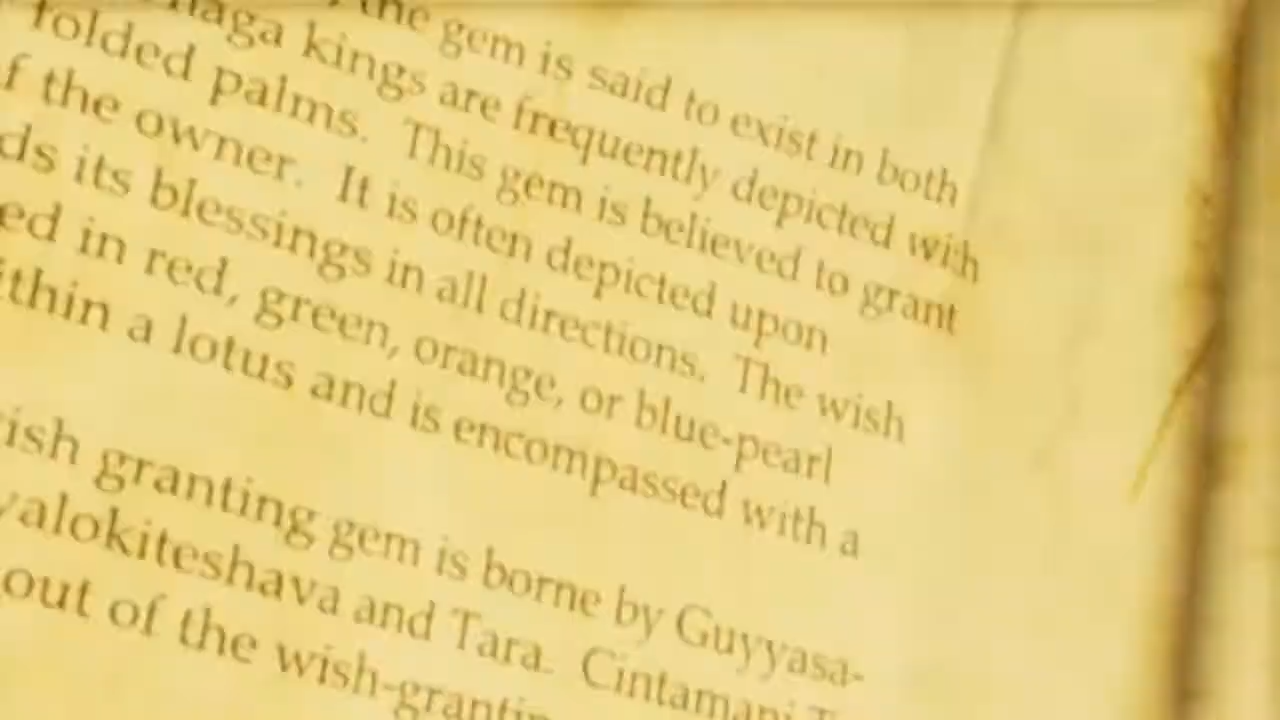 the gem is said to exist in both
naga kings are frequently depicted with
folded palms. This gem is believed to grant
f the owner. It is often depicted upon
ds its blessings in all directions. The wish
ed in red, green, orange, or blue-pearl
ithin a lotus and is encompassed with a
ish granting gem is borne by Guyyasa-
valokiteshava and Tara. Cintamani T
out of the wish-grantin